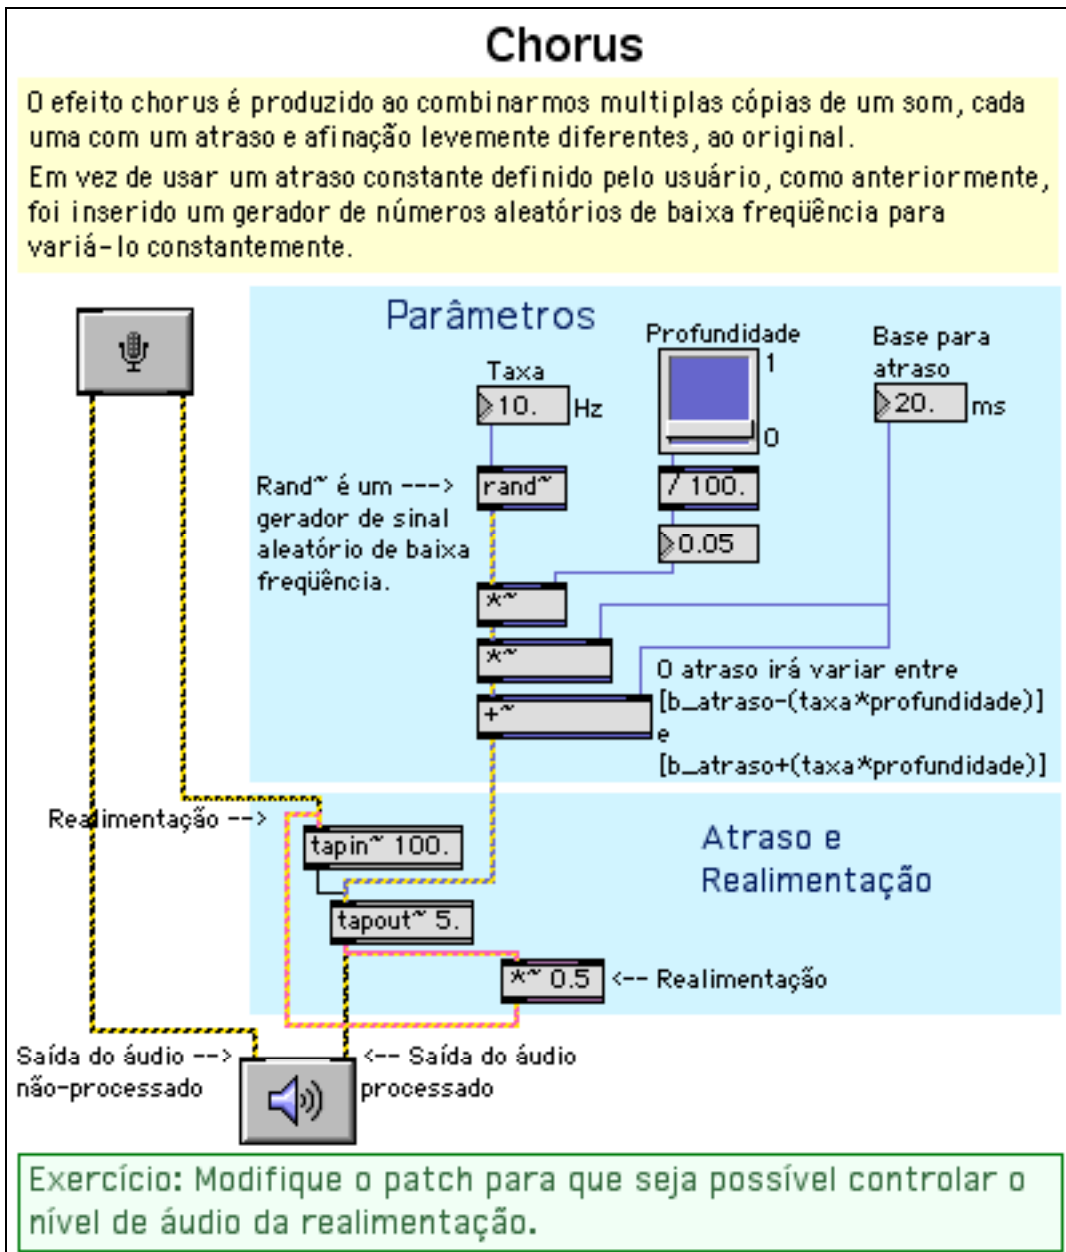 Chorus
O efeito chorus é produzido ao combinarmos multiplas cópias de um som, cada
uma com um atraso e afinação levemente diferentes, ao original.
Em vez de usar um atraso constante definido pelo usuário, como anteriormente,
foi inserido um gerador de números aleatórios de baixa freqüência para
variá-lo constantemente.
Parâmetros
Taxa
10. Hz
Profundidade
1
0
Base para
atraso
20. ms
Rand~ é um --->
gerador de sinal
aleatório de baixa
freqüência.
rand~
/ 100.
0.05
*~
*~
+~
O atraso irá variar entre
[b_atraso-(taxa*profundidade)]
e
[b_atraso+(taxa*profundidade)]
Realimentação -->
tapin~ 100.
Atraso e
Realimentação
tapout~ 5.
*~ 0.5
<-- Realimentação
Saída do áudio -->
não-processado
<-- Saída do áudio
processado
Exercício: Modifique o patch para que seja possível controlar o
nível de áudio da realimentação.